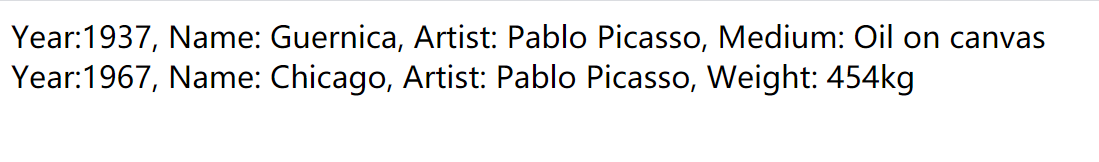 Year:1937, Name: Guernica, Artist: Pablo Picasso, Medium: Oil on canvas
Year:1967, Name: Chicago, Artist: Pablo Picasso, Weight: 454kg